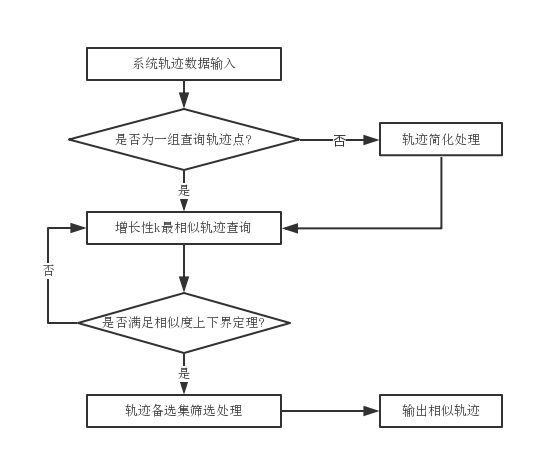 系统轨迹数据输入
是否为一组查询轨迹点?
否
轨迹简化处理
是
增长性k最相似轨迹查询
否
是否满足相似度上下界定理?
是
轨迹备选集筛选处理
输出相似轨迹